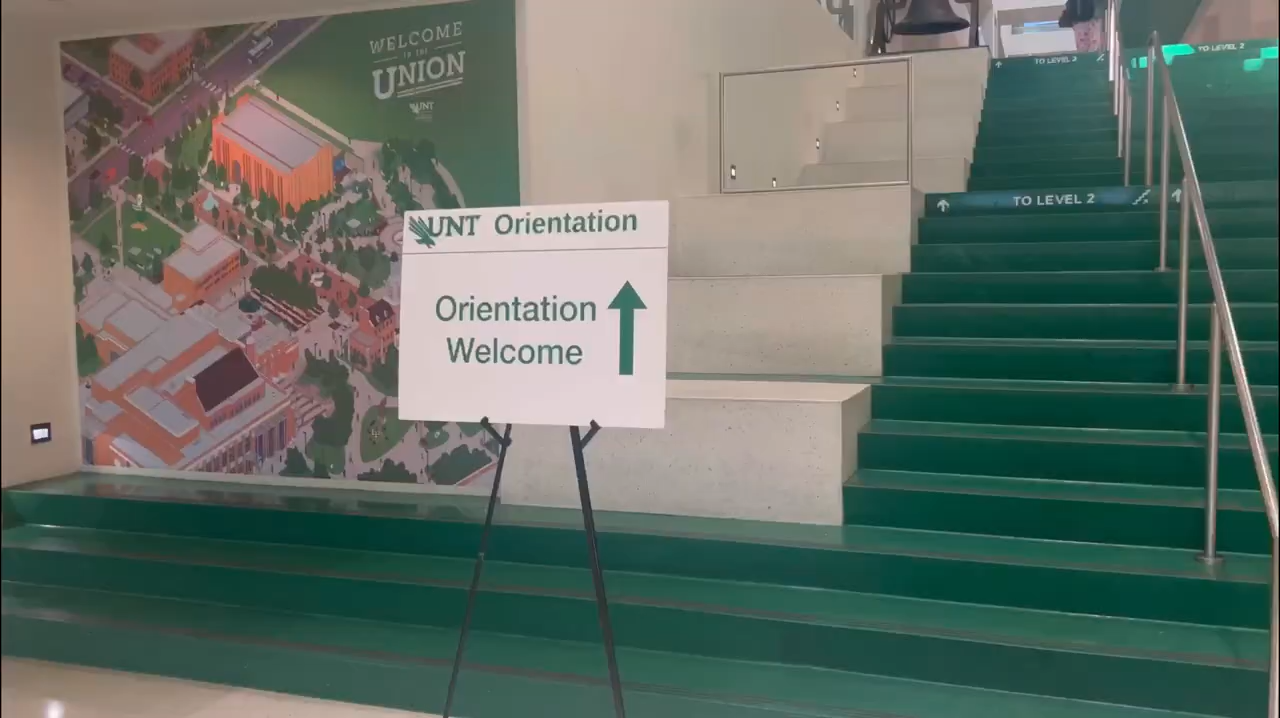 WELCOME
TO THE
UNION
UNT
UNT Orientation
Orientation
Welcome
TO LEVEL 2
TO LEVEL 2
TO LEVEL 2